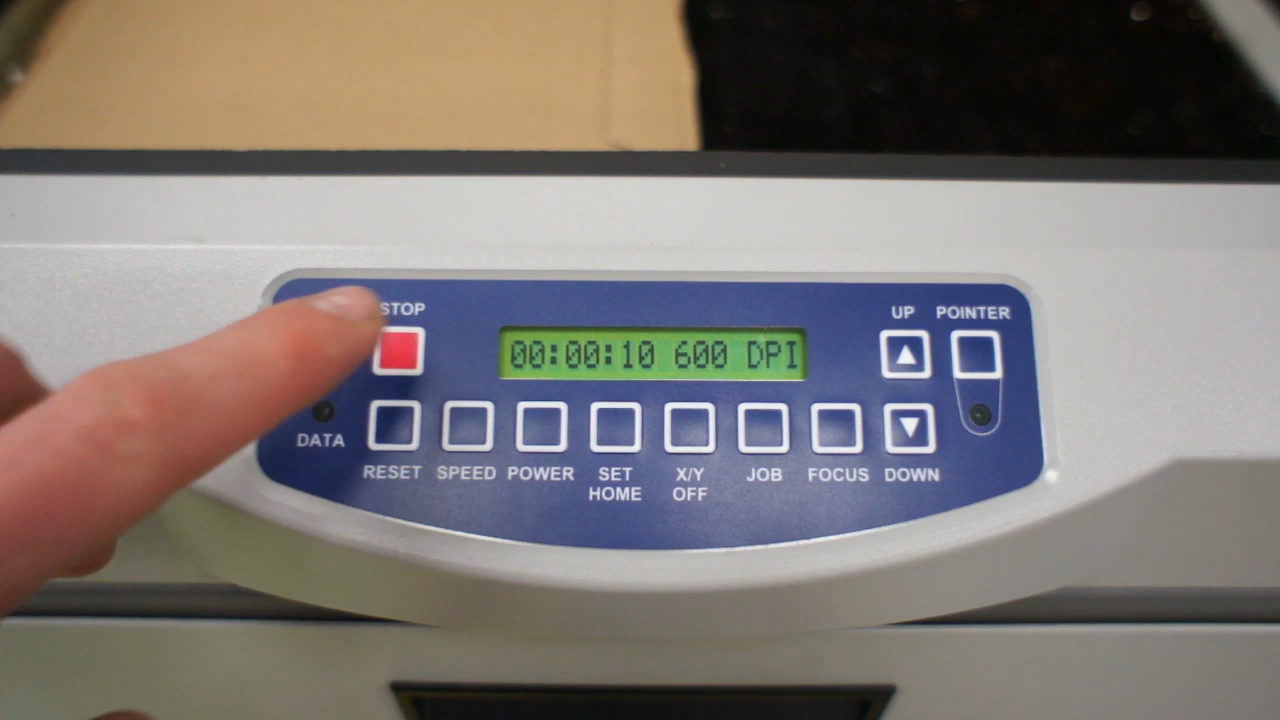 STOP
00:00:10 600 DPI
UP
POINTER
DATA
RESET
SPEED
POWER
SET
HOME
X/Y
OFF
JOB
FOCUS
DOWN